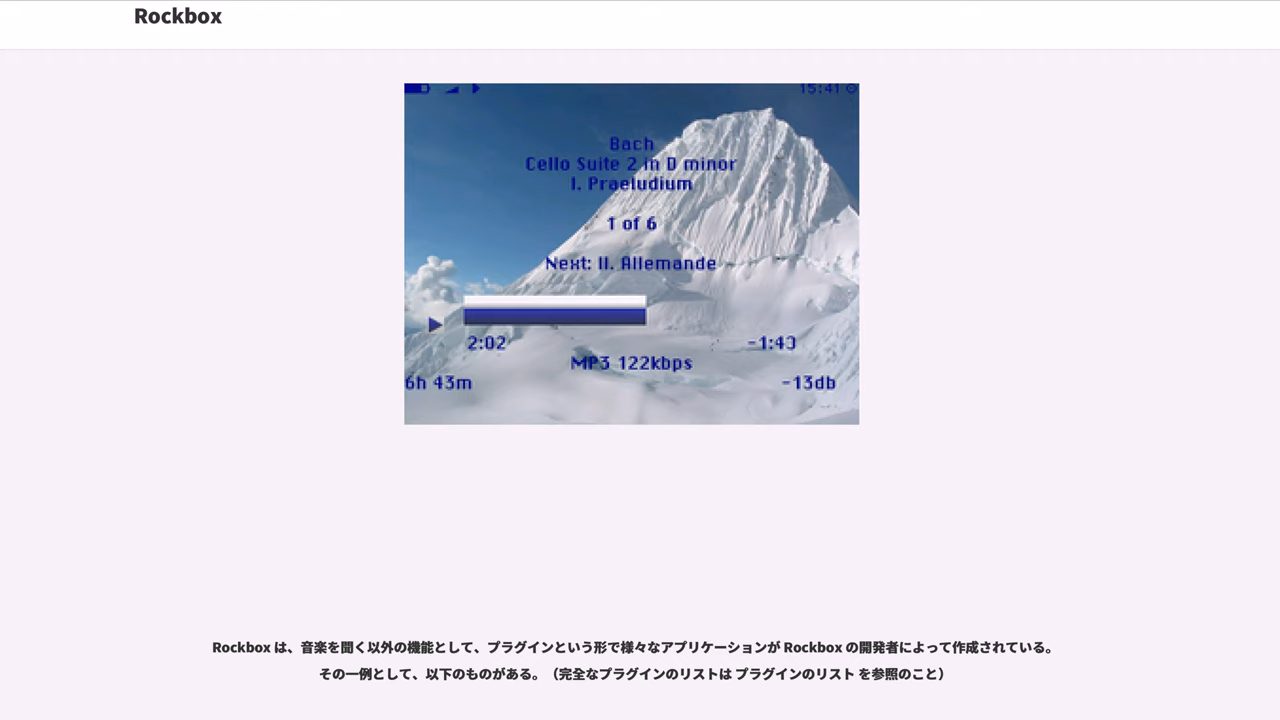 Rockbox
15:41
Bach
Cello Suite 2 in D minor
I. Praeludium
1 of 6
Next: II. Allemande
2:02 -1:43
MP3 122kbps
6h 43m -13db
Rockbox は、音楽を聞く以外の機能として、プラグインという形で様々なアプリケーションが Rockbox の開発者によって作成されている。
その一例として、以下のものがある。（完全なプラグインのリストは プラグインのリスト を参照のこと）